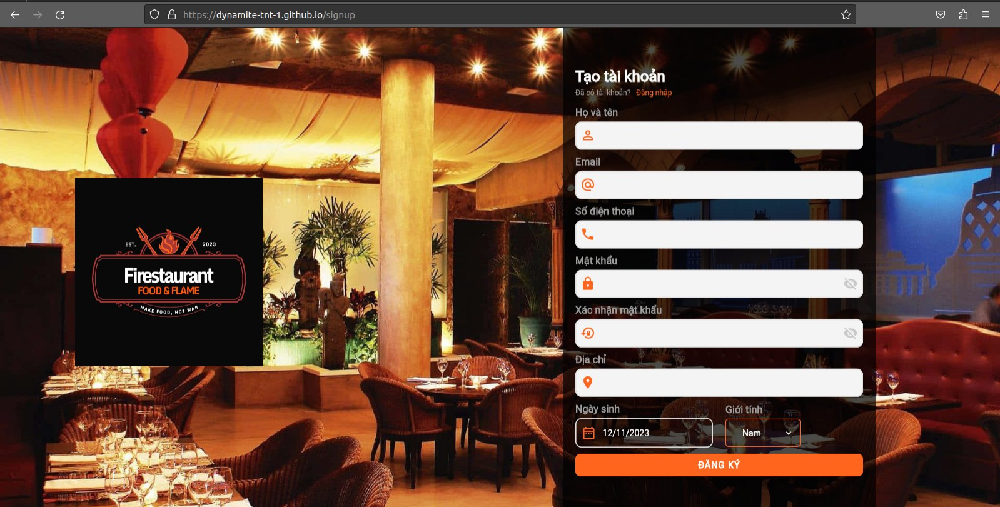 https://dynamite-tnt-1.github.io/signup
Tạo tài khoản
Đã có tài khoản? Đăng nhập
Họ và tên
Email
Số điện thoại
Mật khẩu
Xác nhận mật khẩu
Địa chỉ
Ngày sinh
Giới tính
12/11/2023
Nam
ĐĂNG KÝ
EST. 2023
Firestaurant
FOOD & FLAME
MAKE FOOD, NOT WAR